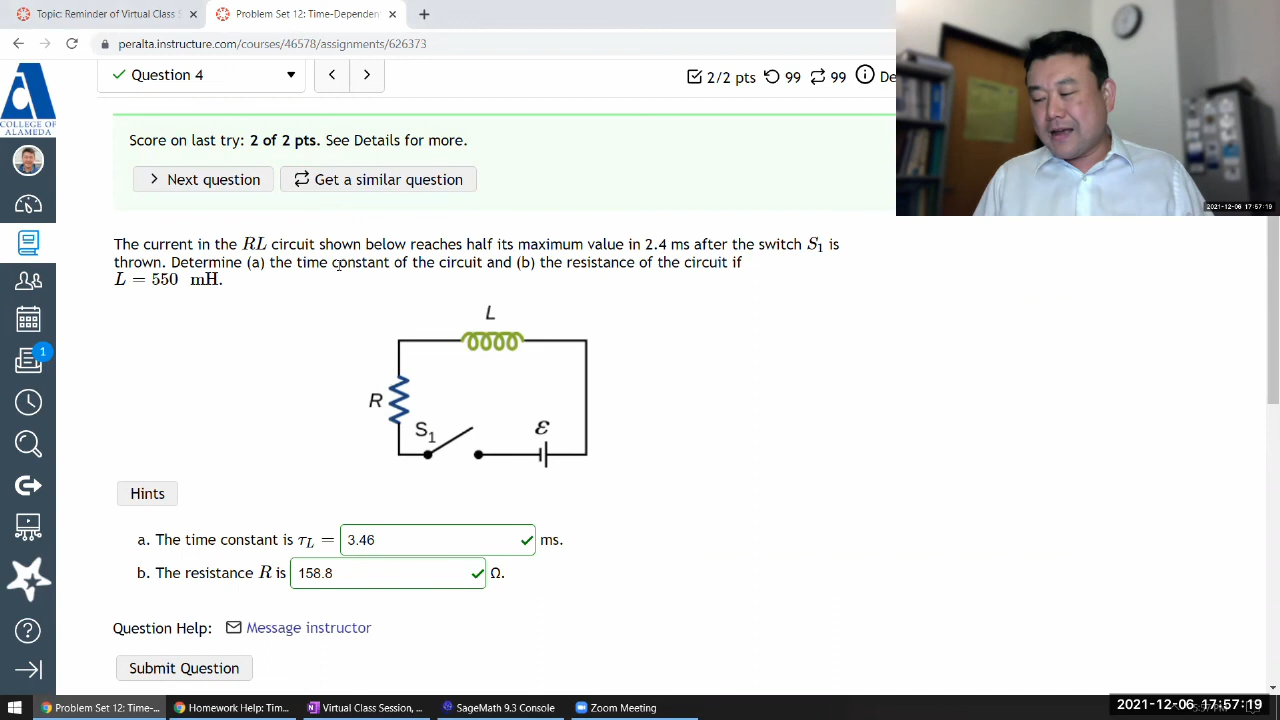 Topic: Reminder of Virtual Class S
Problem Set 12: Time-Dependen
peralta.instructure.com/courses/46578/assignments/626373
COLLEGE OF
ALAMEDA
Question 4
2/2 pts 99 99 De
Score on last try: 2 of 2 pts. See Details for more.
Next question
Get a similar question
The current in the RL circuit shown below reaches half its maximum value in 2.4 ms after the switch S₁ is
thrown. Determine (a) the time constant of the circuit and (b) the resistance of the circuit if
L = 550 mH.
L
R
S₁
ε
1
Hints
a. The time constant is τ_L = 3.46 ms.
b. The resistance R is 158.8 Ω.
Question Help: Message instructor
Submit Question
2021-12-06 17:57:19
Problem Set 12: Time-...
Homework Help: Tim...
Virtual Class Session, ...
SageMath 9.3 Console
Zoom Meeting
2021-12-06 17:57:19